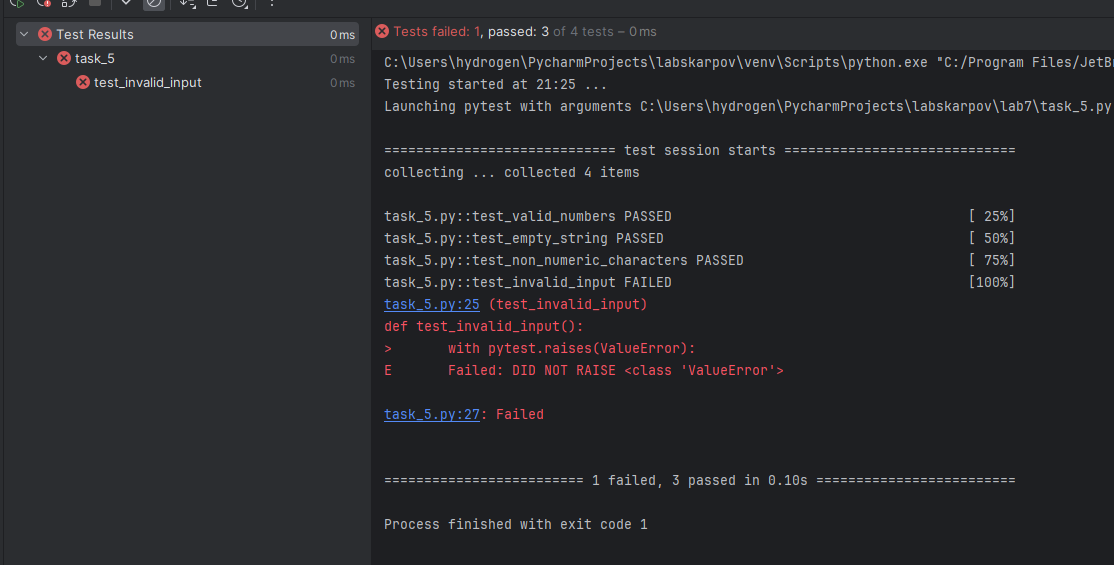 Test Results 0 ms
task_5 0 ms
test_invalid_input 0 ms
Tests failed: 1, passed: 3 of 4 tests – 0 ms
C:\Users\hydrogen\PycharmProjects\labskarpov\venv\Scripts\python.exe "C:/Program Files/JetBr
Testing started at 21:25 ...
Launching pytest with arguments C:\Users\hydrogen\PycharmProjects\labskarpov\lab7\task_5.py
============================= test session starts =============================
collecting ... collected 4 items
task_5.py::test_valid_numbers PASSED [ 25%]
task_5.py::test_empty_string PASSED [ 50%]
task_5.py::test_non_numeric_characters PASSED [ 75%]
task_5.py::test_invalid_input FAILED [100%]
task_5.py:25 (test_invalid_input)
def test_invalid_input():
> with pytest.raises(ValueError):
E Failed: DID NOT RAISE <class 'ValueError'>
task_5.py:27: Failed
========================= 1 failed, 3 passed in 0.10s =========================
Process finished with exit code 1